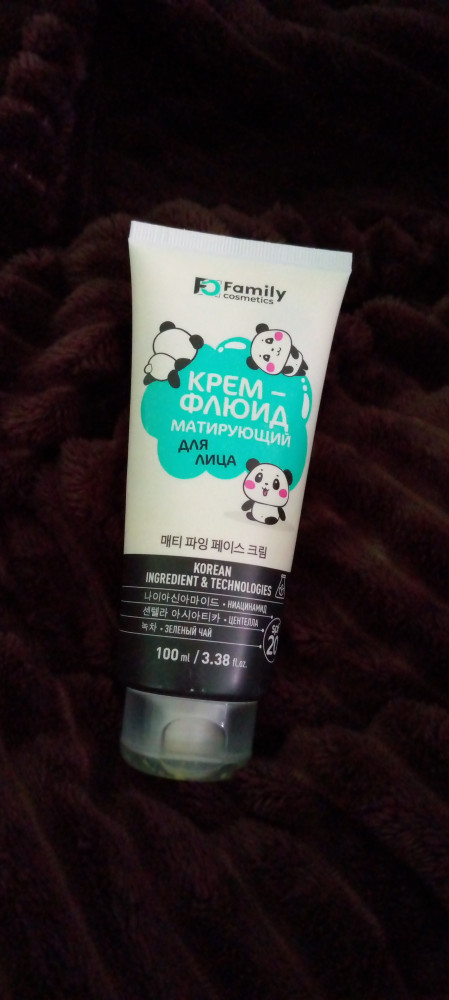 Family
cosmetics
КРЕМ –
ФЛЮИД
МАТИРУЮЩИЙ
ДЛЯ
ЛИЦА
매티 파잉 페이스 크림
KOREAN
INGREDIENT & TECHNOLOGIES
나이아신아마이드 • НИАЦИНАМИД
센텔라 아시아티카 • ЦЕНТЕЛЛА
녹차 • ЗЕЛЕНЫЙ ЧАЙ
SPF
20
100 ml / 3.38 fl.oz.